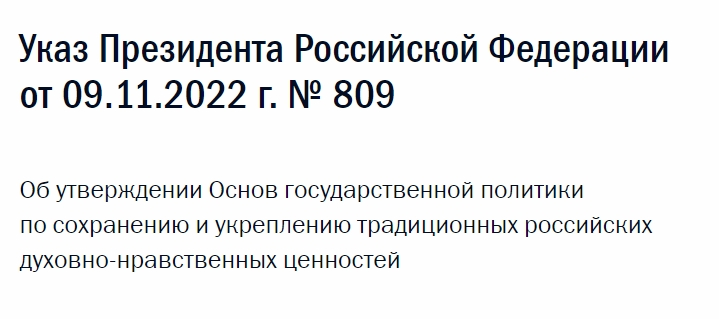 Указ Президента Российской Федерации
от 09.11.2022 г. № 809
Об утверждении Основ государственной политики
по сохранению и укреплению традиционных российских
духовно-нравственных ценностей